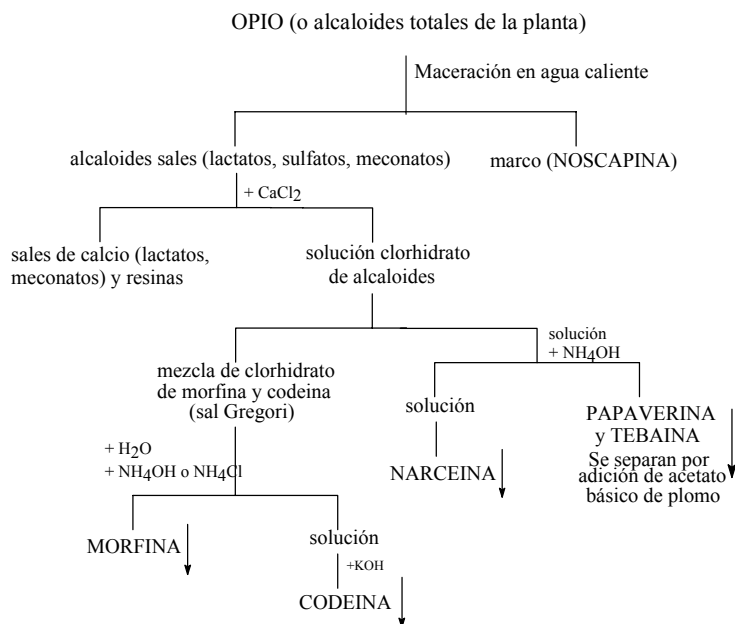 OPIO (o alcaloides totales de la planta)
Maceración en agua caliente
alcaloides sales (lactatos, sulfatos, meconatos)
marco (NOSCAPINA)
+ CaCl2
sales de calcio (lactatos,
meconatos) y resinas
solución clorhidrato
de alcaloides
solución
+ NH4OH
mezcla de clorhidrato
de morfina y codeina
(sal Gregori)
solución
PAPAVERINA
y TEBAINA
Se separan por
adición de acetato
básico de plomo
+ H2O
+ NH4OH o NH4Cl
NARCEINA
MORFINA
solución
+KOH
CODEINA